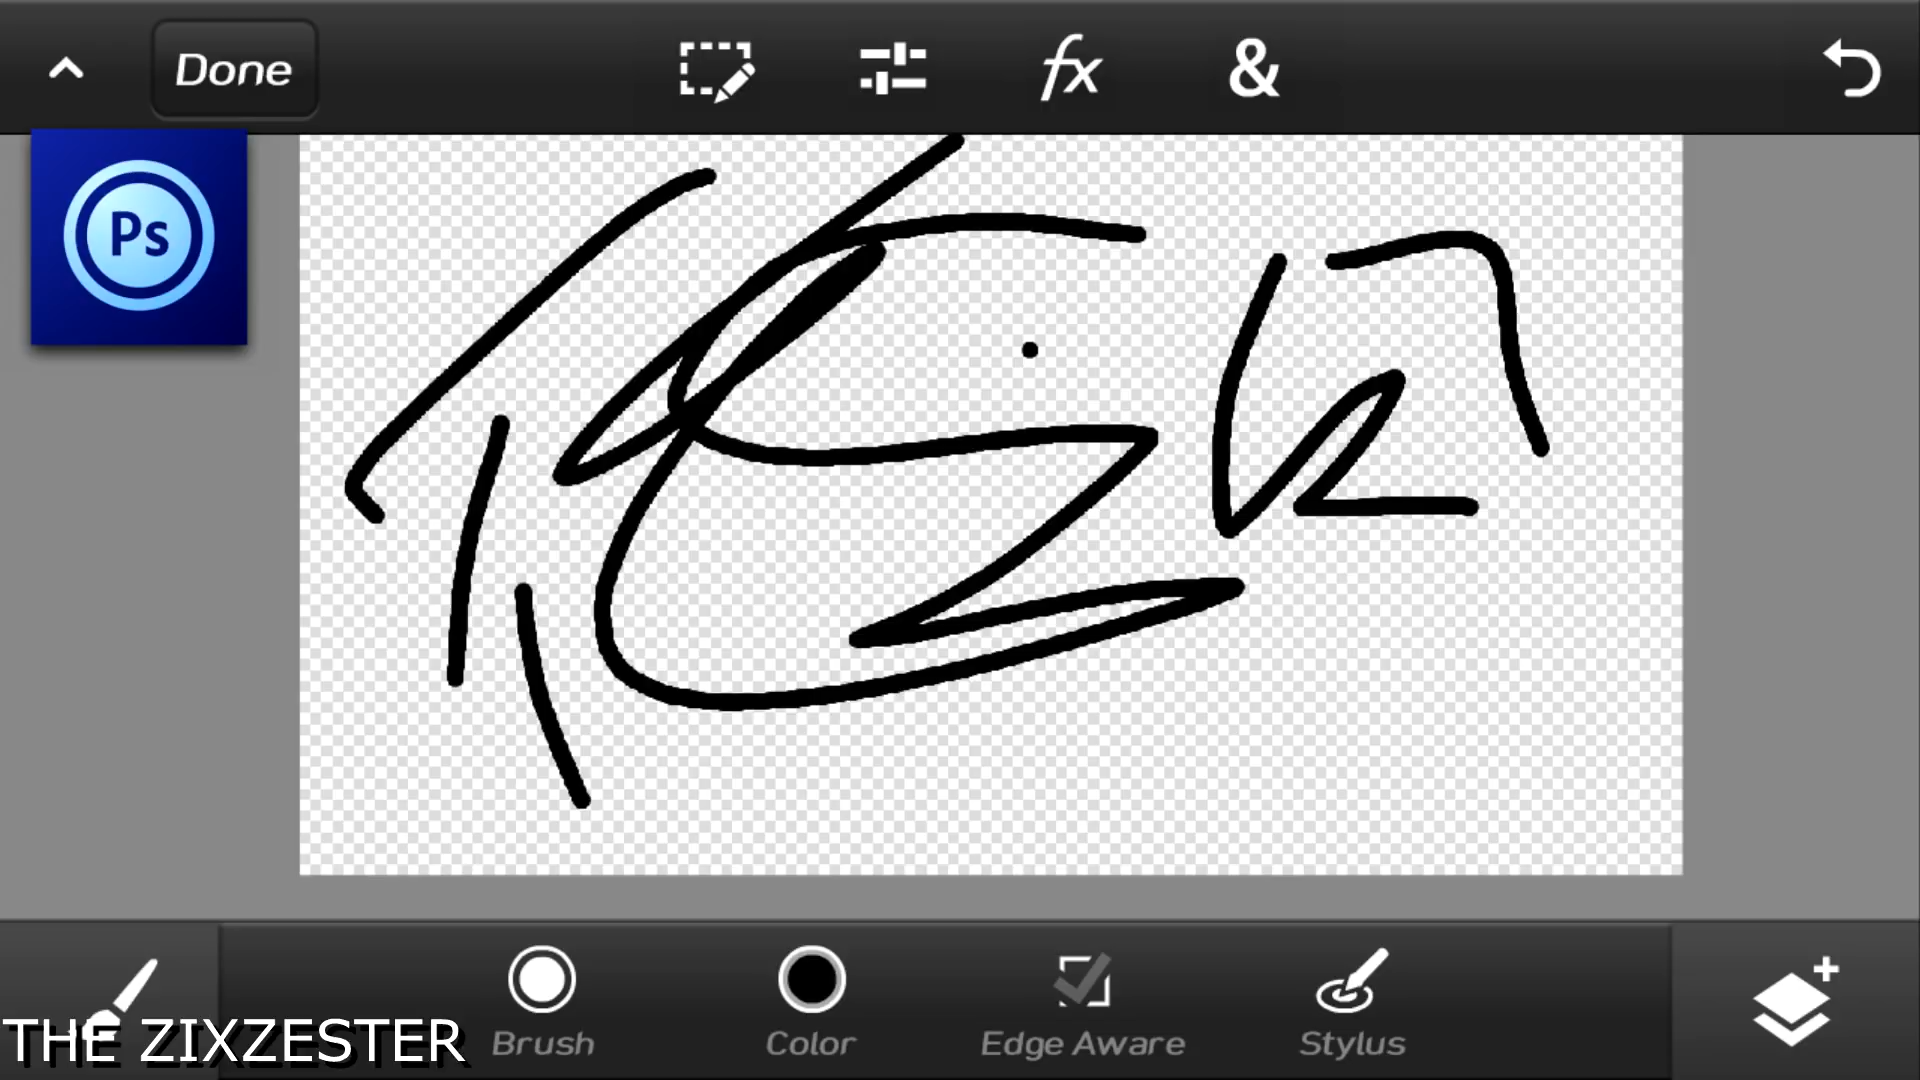 Done
fx
&
Ps
Brush
Color
Edge Aware
Stylus
THE ZIXZESTER